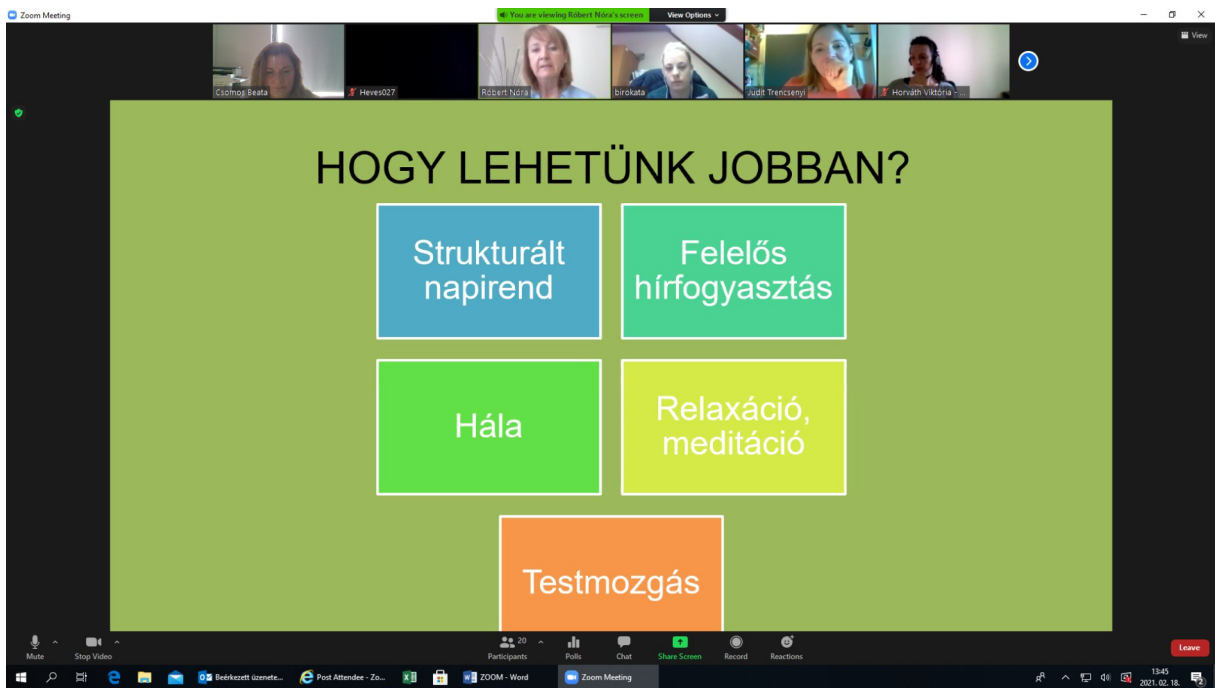 Zoom Meeting
You are viewing Róbert Nóra's screen
View Options
View
Csomos Beata
Heves027
Róbert Nóra
birokata
Judit Trencsenyi
Horváth Viktória - ...
HOGY LEHETÜNK JOBBAN?
Strukturált
napirend
Felelős
hírfogyasztás
Hála
Relaxáció,
meditáció
Testmozgás
Mute
Stop Video
20
Participants
Polls
Chat
Share Screen
Record
Reactions
Leave
Beérkezett üzenete...
Post Attendee - Zo...
ZOOM - Word
Zoom Meeting
13:45
2021. 02. 18.
2